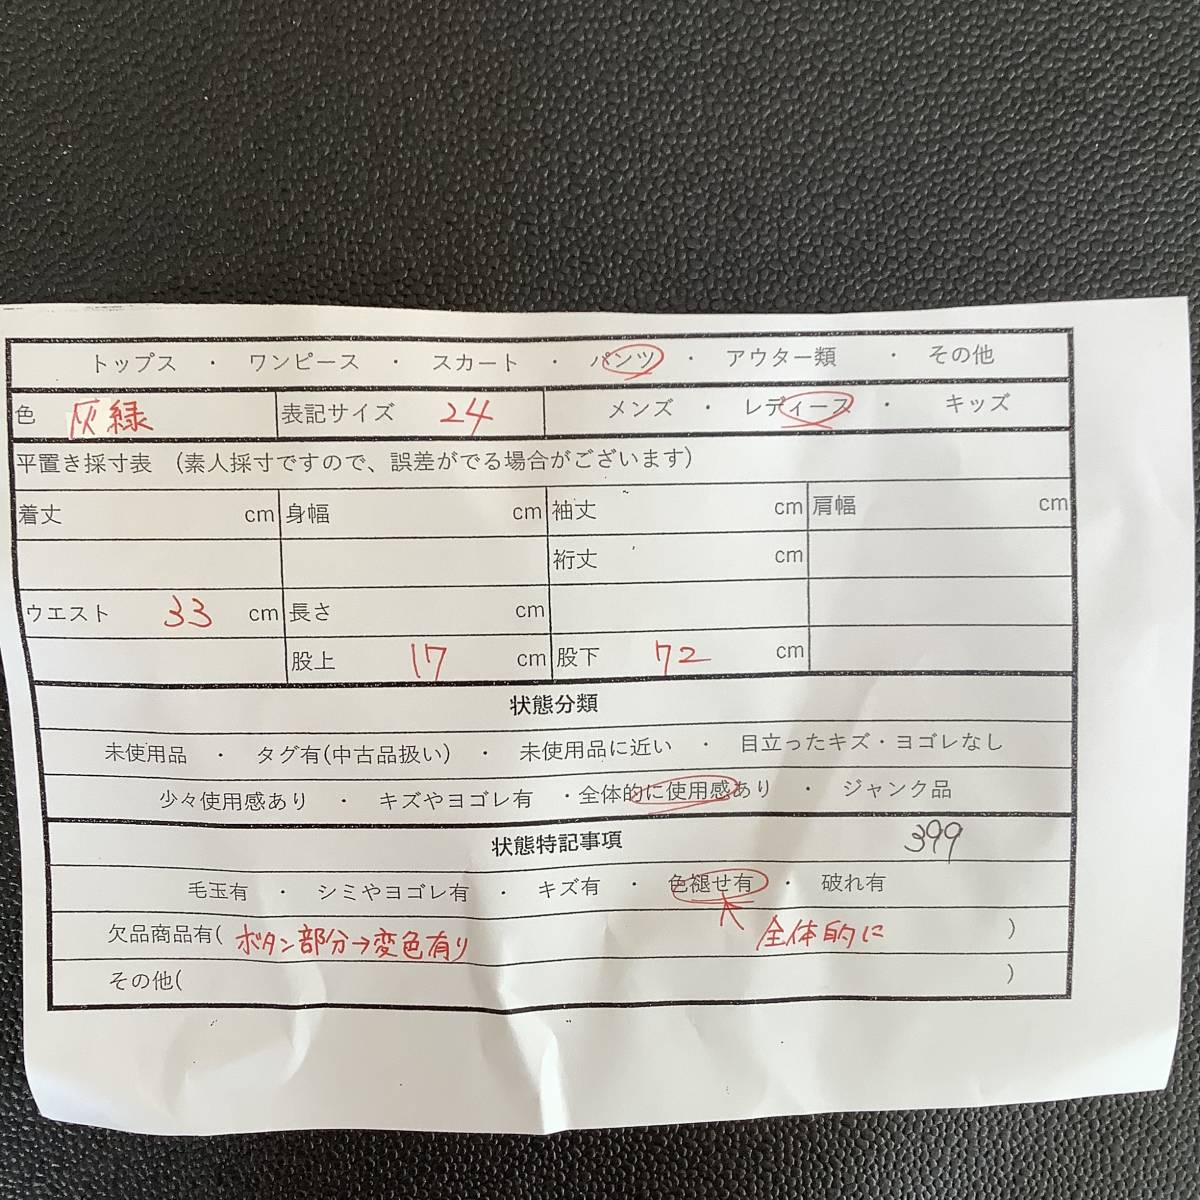 トップス ・ ワンピース ・ スカート ・ パンツ ・ アウター類 ・ その他
色 灰緑 表記サイズ 24 メンズ ・ レディース ・ キッズ
平置き採寸表 (素人採寸ですので、誤差がでる場合がございます)
着丈 cm 身幅 cm 袖丈 cm 肩幅 cm
裄丈 cm
ウエスト 33 cm 長さ cm
股上 17 cm 股下 72 cm
状態分類
未使用品 ・ タグ有(中古品扱い) ・ 未使用品に近い ・ 目立ったキズ・ヨゴレなし
少々使用感あり ・ キズやヨゴレ有 ・全体的に使用感あり ・ ジャンク品
状態特記事項 399
毛玉有 ・ シミやヨゴレ有 ・ キズ有 ・ 色褪せ有 ・ 破れ有
欠品商品有( ボタン部分→変色有り 全体的に )
その他( )